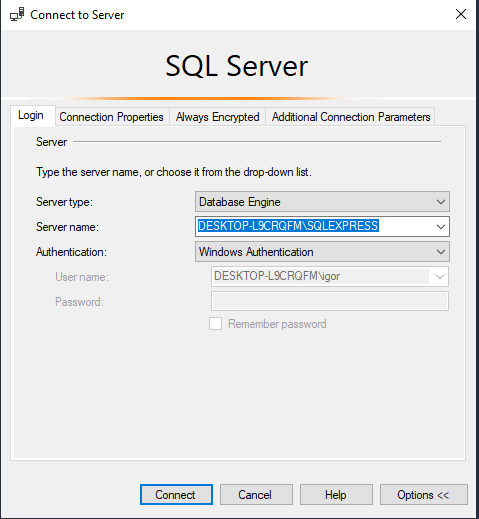 Connect to Server
SQL Server
Login Connection Properties Always Encrypted Additional Connection Parameters
Server
Type the server name, or choose it from the drop-down list.
Server type: Database Engine
Server name: DESKTOP-L9CRQFM\SQLEXPRESS
Authentication: Windows Authentication
User name: DESKTOP-L9CRQFM\igor
Password:
Remember password
Connect Cancel Help Options <<